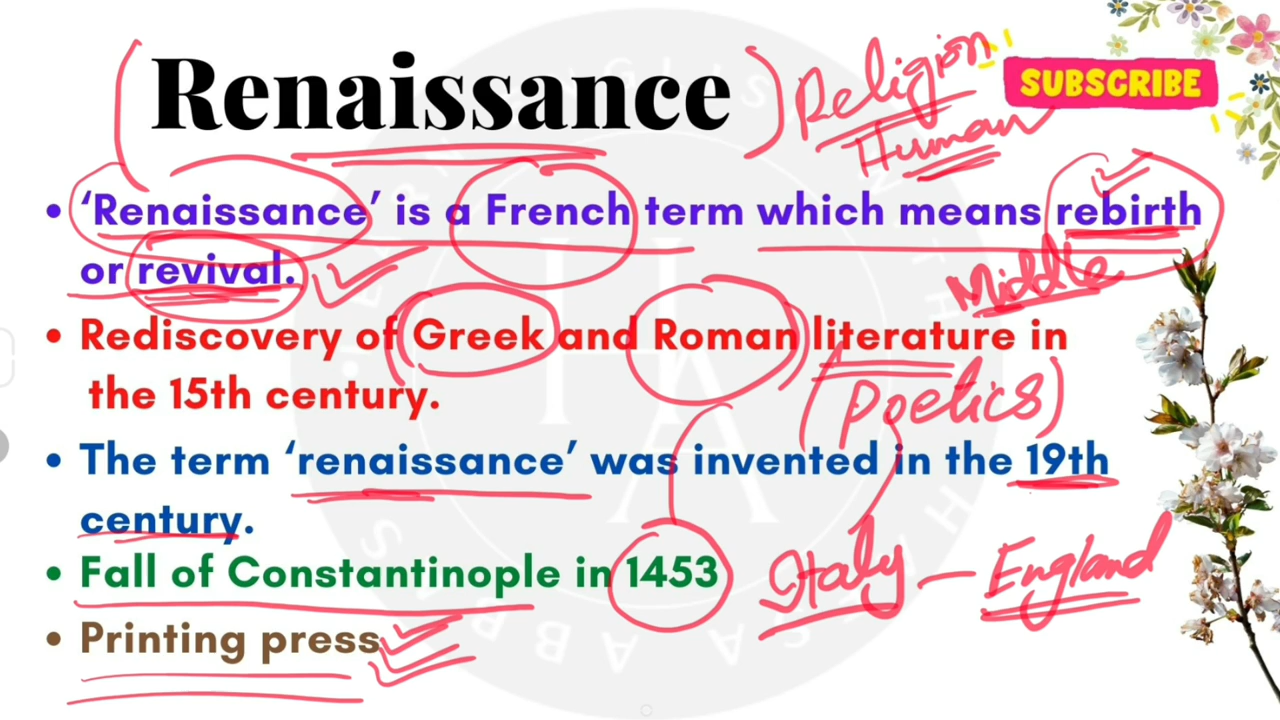 Renaissance
Religion
Human
SUBSCRIBE
• ‘Renaissance’ is a French term which means rebirth
or revival.
Middle
• Rediscovery of Greek and Roman literature in
the 15th century.
(Poetics)
• The term ‘renaissance’ was invented in the 19th
century.
• Fall of Constantinople in 1453
Italy – England
• Printing press